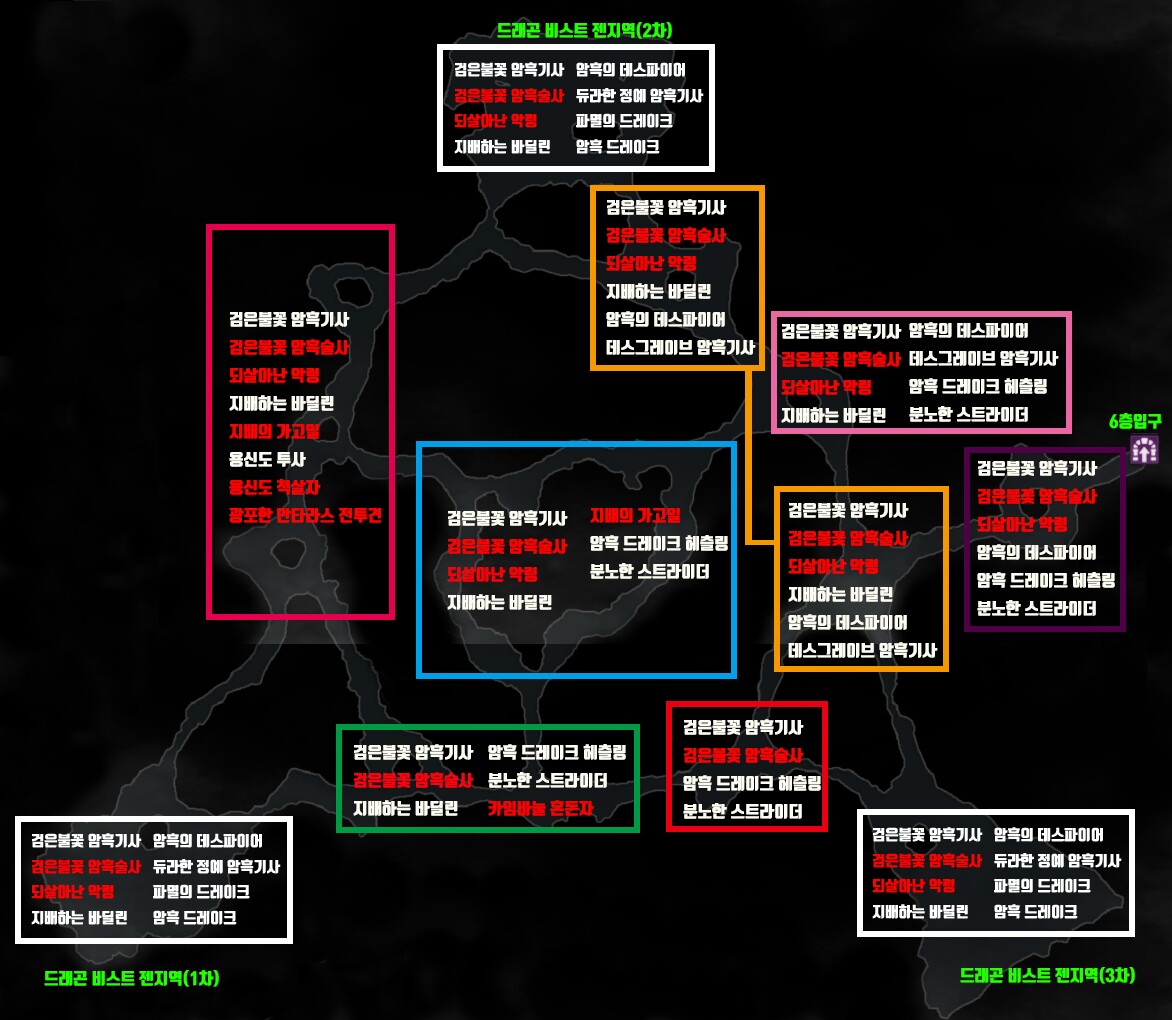 드래곤 비스트 젠지역(2차)
검은불꽃 암흑기사 암흑의 데스파이어
검은불꽃 암흑술사 듀라한 정예 암흑기사
되살아난 악령 파멸의 드레이크
지배하는 바딜린 암흑 드레이크
검은불꽃 암흑기사
검은불꽃 암흑술사
되살아난 악령
지배하는 바딜린
암흑의 데스파이어
데스그레이브 암흑기사
검은불꽃 암흑기사
검은불꽃 암흑술사
되살아난 악령
지배하는 바딜린
지배의 가고일
용신도 투사
용신도 척살자
광포한 안타라스 전투견
검은불꽃 암흑기사 암흑의 데스파이어
검은불꽃 암흑술사 데스그레이브 암흑기사
되살아난 악령 암흑 드레이크 헤츨링
지배하는 바딜린 분노한 스트라이더
6층입구
검은불꽃 암흑기사
검은불꽃 암흑술사
되살아난 악령
암흑의 데스파이어
암흑 드레이크 헤츨링
분노한 스트라이더
검은불꽃 암흑기사 지배의 가고일
검은불꽃 암흑술사 암흑 드레이크 헤츨링
되살아난 악령 분노한 스트라이더
지배하는 바딜린
검은불꽃 암흑기사
검은불꽃 암흑술사
되살아난 악령
지배하는 바딜린
암흑의 데스파이어
데스그레이브 암흑기사
검은불꽃 암흑기사 암흑 드레이크 헤츨링
검은불꽃 암흑술사 분노한 스트라이더
지배하는 바딜린 카임바눌 혼돈자
검은불꽃 암흑기사
검은불꽃 암흑술사
암흑 드레이크 헤츨링
분노한 스트라이더
검은불꽃 암흑기사 암흑의 데스파이어
검은불꽃 암흑술사 듀라한 정예 암흑기사
되살아난 악령 파멸의 드레이크
지배하는 바딜린 암흑 드레이크
드래곤 비스트 젠지역(1차)
검은불꽃 암흑기사 암흑의 데스파이어
검은불꽃 암흑술사 듀라한 정예 암흑기사
되살아난 악령 파멸의 드레이크
지배하는 바딜린 암흑 드레이크
드래곤 비스트 젠지역(3차)